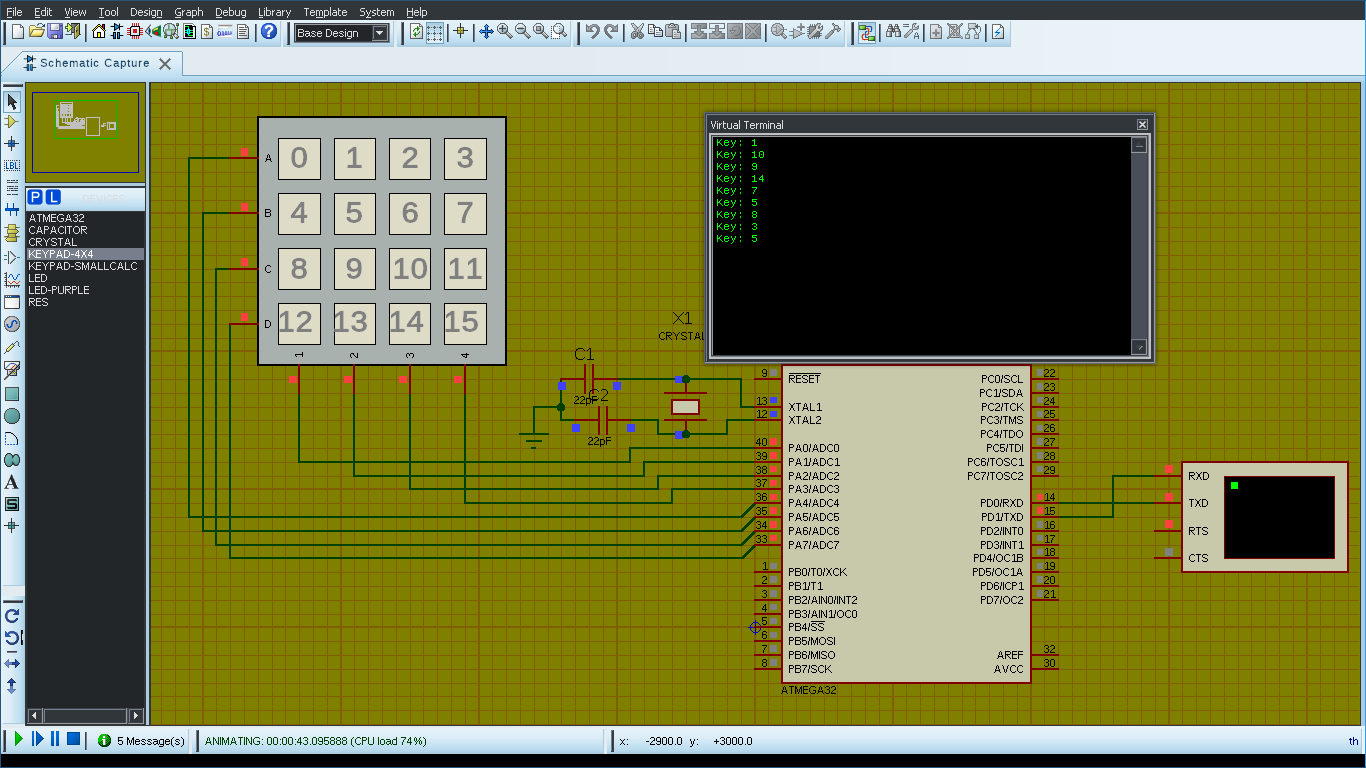 File Edit View Tool Design Graph Debug Library Template System Help
Base Design
Schematic Capture
P L
ATMEGA32
CAPACITOR
CRYSTAL
KEYPAD-4X4
KEYPAD-SMALLCALC
LED
LED-PURPLE
RES
LBL
A
A 0 1 2 3
B 4 5 6 7
C 8 9 10 11
D 12 13 14 15
1 2 3 4
Virtual Terminal
Key: 1
Key: 10
Key: 9
Key: 14
Key: 7
Key: 5
Key: 8
Key: 3
Key: 5
X1
CRYSTAL
C1
22pF
C2
22pF
9 RESET PC0/SCL 22
PC1/SDA 23
13 XTAL1 PC2/TCK 24
12 XTAL2 PC3/TMS 25
PC4/TDO 26
40 PA0/ADC0 PC5/TDI 27
39 PA1/ADC1 PC6/TOSC1 28
38 PA2/ADC2 PC7/TOSC2 29
37 PA3/ADC3
36 PA4/ADC4 PD0/RXD 14
35 PA5/ADC5 PD1/TXD 15
34 PA6/ADC6 PD2/INT0 16
33 PA7/ADC7 PD3/INT1 17
PD4/OC1B 18
1 PB0/T0/XCK PD5/OC1A 19
2 PB1/T1 PD6/ICP1 20
3 PB2/AIN0/INT2 PD7/OC2 21
4 PB3/AIN1/OC0
5 PB4/SS
6 PB5/MOSI
7 PB6/MISO AREF 32
8 PB7/SCK AVCC 30
ATMEGA32
RXD
TXD
RTS
CTS
5 Message(s) ANIMATING: 00:00:43.095888 (CPU load 74%) x: -2900.0 y: +3000.0 th